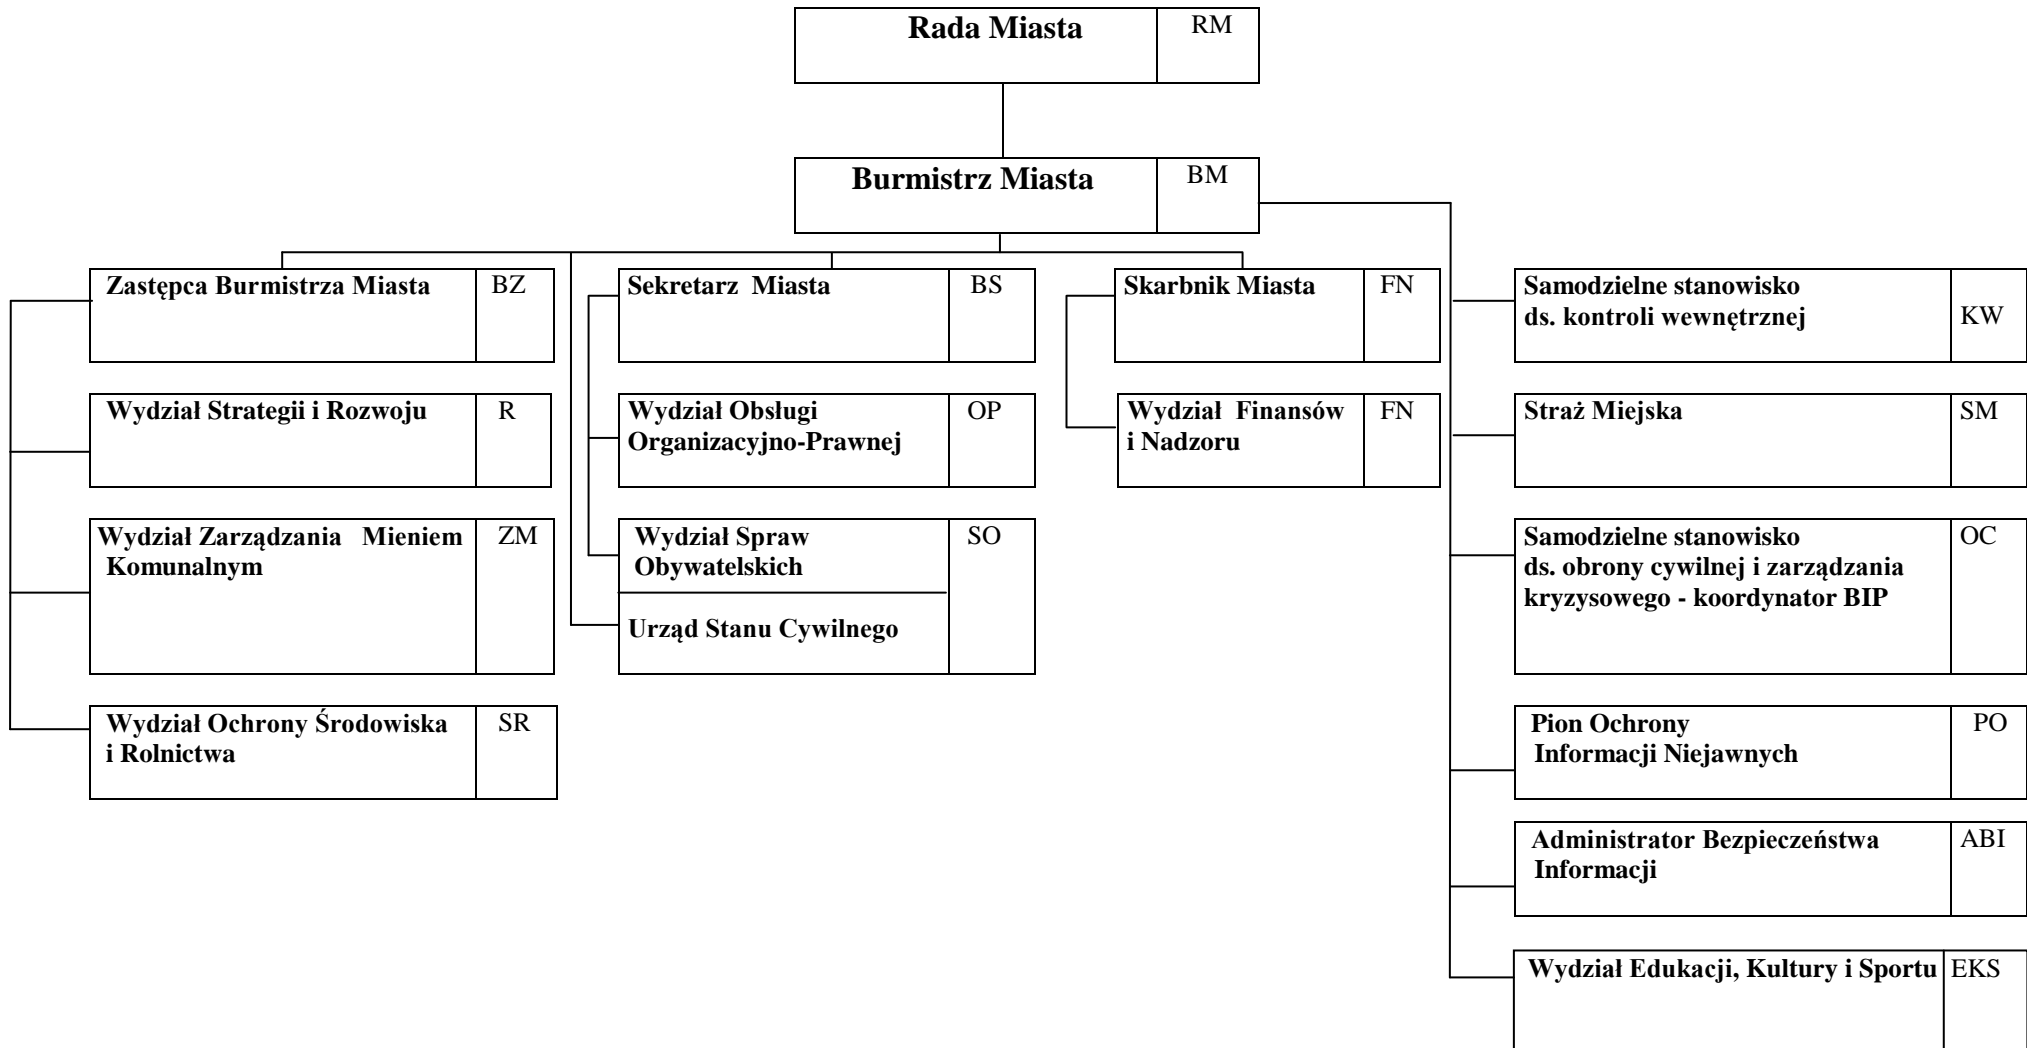 Rada Miasta RM
Burmistrz Miasta BM
Zastępca Burmistrza Miasta BZ
Sekretarz Miasta BS
Skarbnik Miasta FN
Samodzielne stanowisko
ds. kontroli wewnętrznej KW
Wydział Strategii i Rozwoju R
Wydział Obsługi OP
Organizacyjno-Prawnej
Wydział Finansów FN
i Nadzoru
Straż Miejska SM
Wydział Zarządzania Mieniem ZM
Komunalnym
Wydział Spraw SO
Obywatelskich
Urząd Stanu Cywilnego
Samodzielne stanowisko OC
ds. obrony cywilnej i zarządzania
kryzysowego - koordynator BIP
Wydział Ochrony Środowiska SR
i Rolnictwa
Pion Ochrony PO
Informacji Niejawnych
Administrator Bezpieczeństwa ABI
Informacji
Wydział Edukacji, Kultury i Sportu EKS